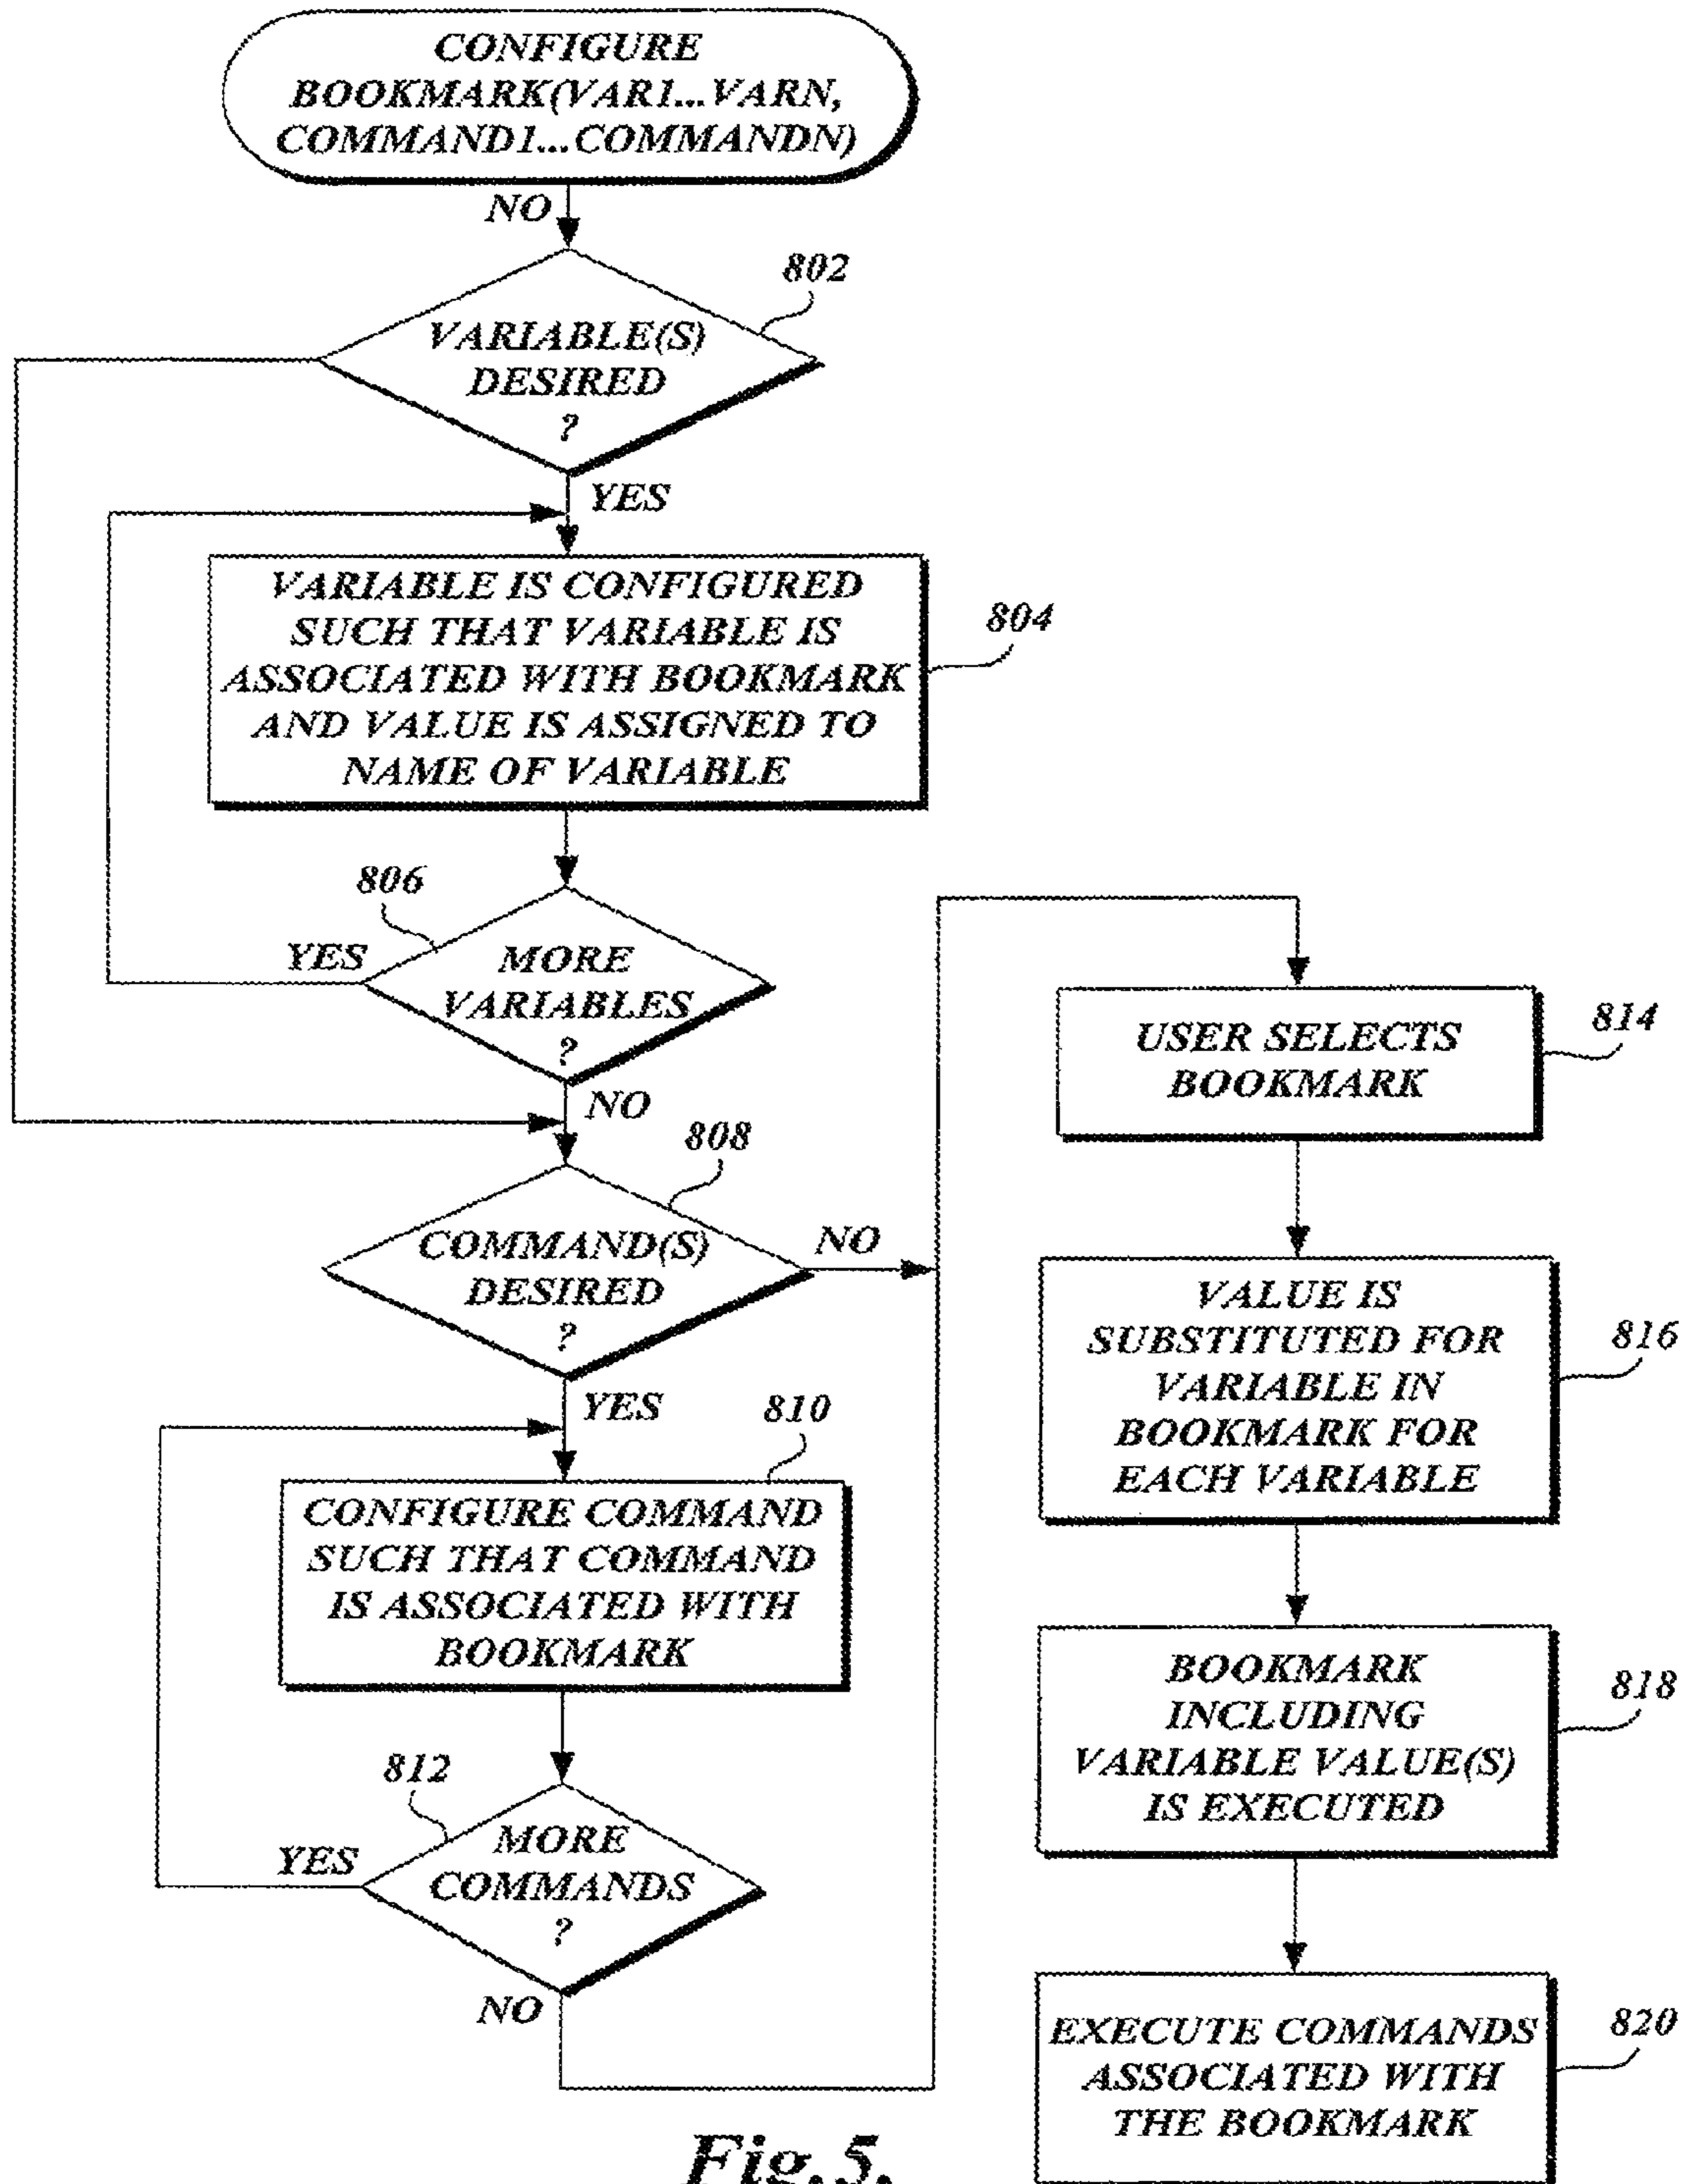 CONFIGURE
BOOKMARK(VAR1...VARN,
COMMAND1...COMMANDN)
NO
802
VARIABLE(S)
DESIRED
?
YES
VARIABLE IS CONFIGURED
SUCH THAT VARIABLE IS
ASSOCIATED WITH BOOKMARK
AND VALUE IS ASSIGNED TO
NAME OF VARIABLE
804
806
YES
MORE
VARIABLES
?
NO
808
COMMAND(S)
DESIRED
?
NO
YES
810
CONFIGURE COMMAND
SUCH THAT COMMAND
IS ASSOCIATED WITH
BOOKMARK
812
YES
MORE
COMMANDS
?
NO
USER SELECTS
BOOKMARK
814
VALUE IS
SUBSTITUTED FOR
VARIABLE IN
BOOKMARK FOR
EACH VARIABLE
816
BOOKMARK
INCLUDING
VARIABLE VALUE(S)
IS EXECUTED
818
EXECUTE COMMANDS
ASSOCIATED WITH
THE BOOKMARK
820
Fig.5.